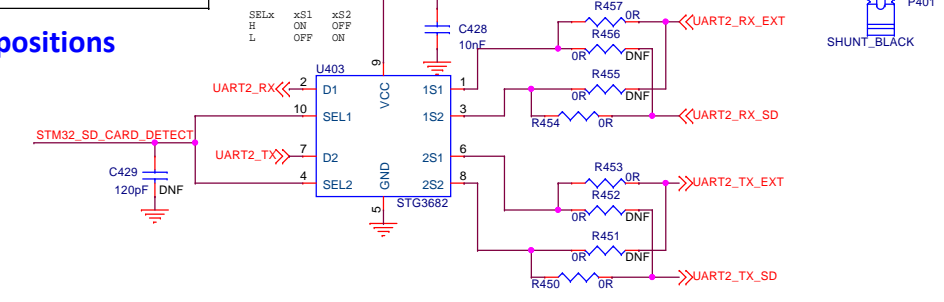 P401
SHUNT_BLACK
positions
SELx xS1 xS2
H ON OFF
L OFF ON
C428
10nF
R457
0R
UART2_RX_EXT
R456
0R
DNF
R455
0R
DNF
UART2_RX_SD
R454
0R
U403
9
UART2_RX
2
D1
VCC
1S1
1
10
SEL1
1S2
3
STM32_SD_CARD_DETECT
UART2_TX
7
D2
2S1
6
4
SEL2
GND
2S2
8
5
STG3682
C429
120pF
DNF
R453
0R
UART2_TX_EXT
R452
0R
DNF
R451
0R
DNF
UART2_TX_SD
R450
0R